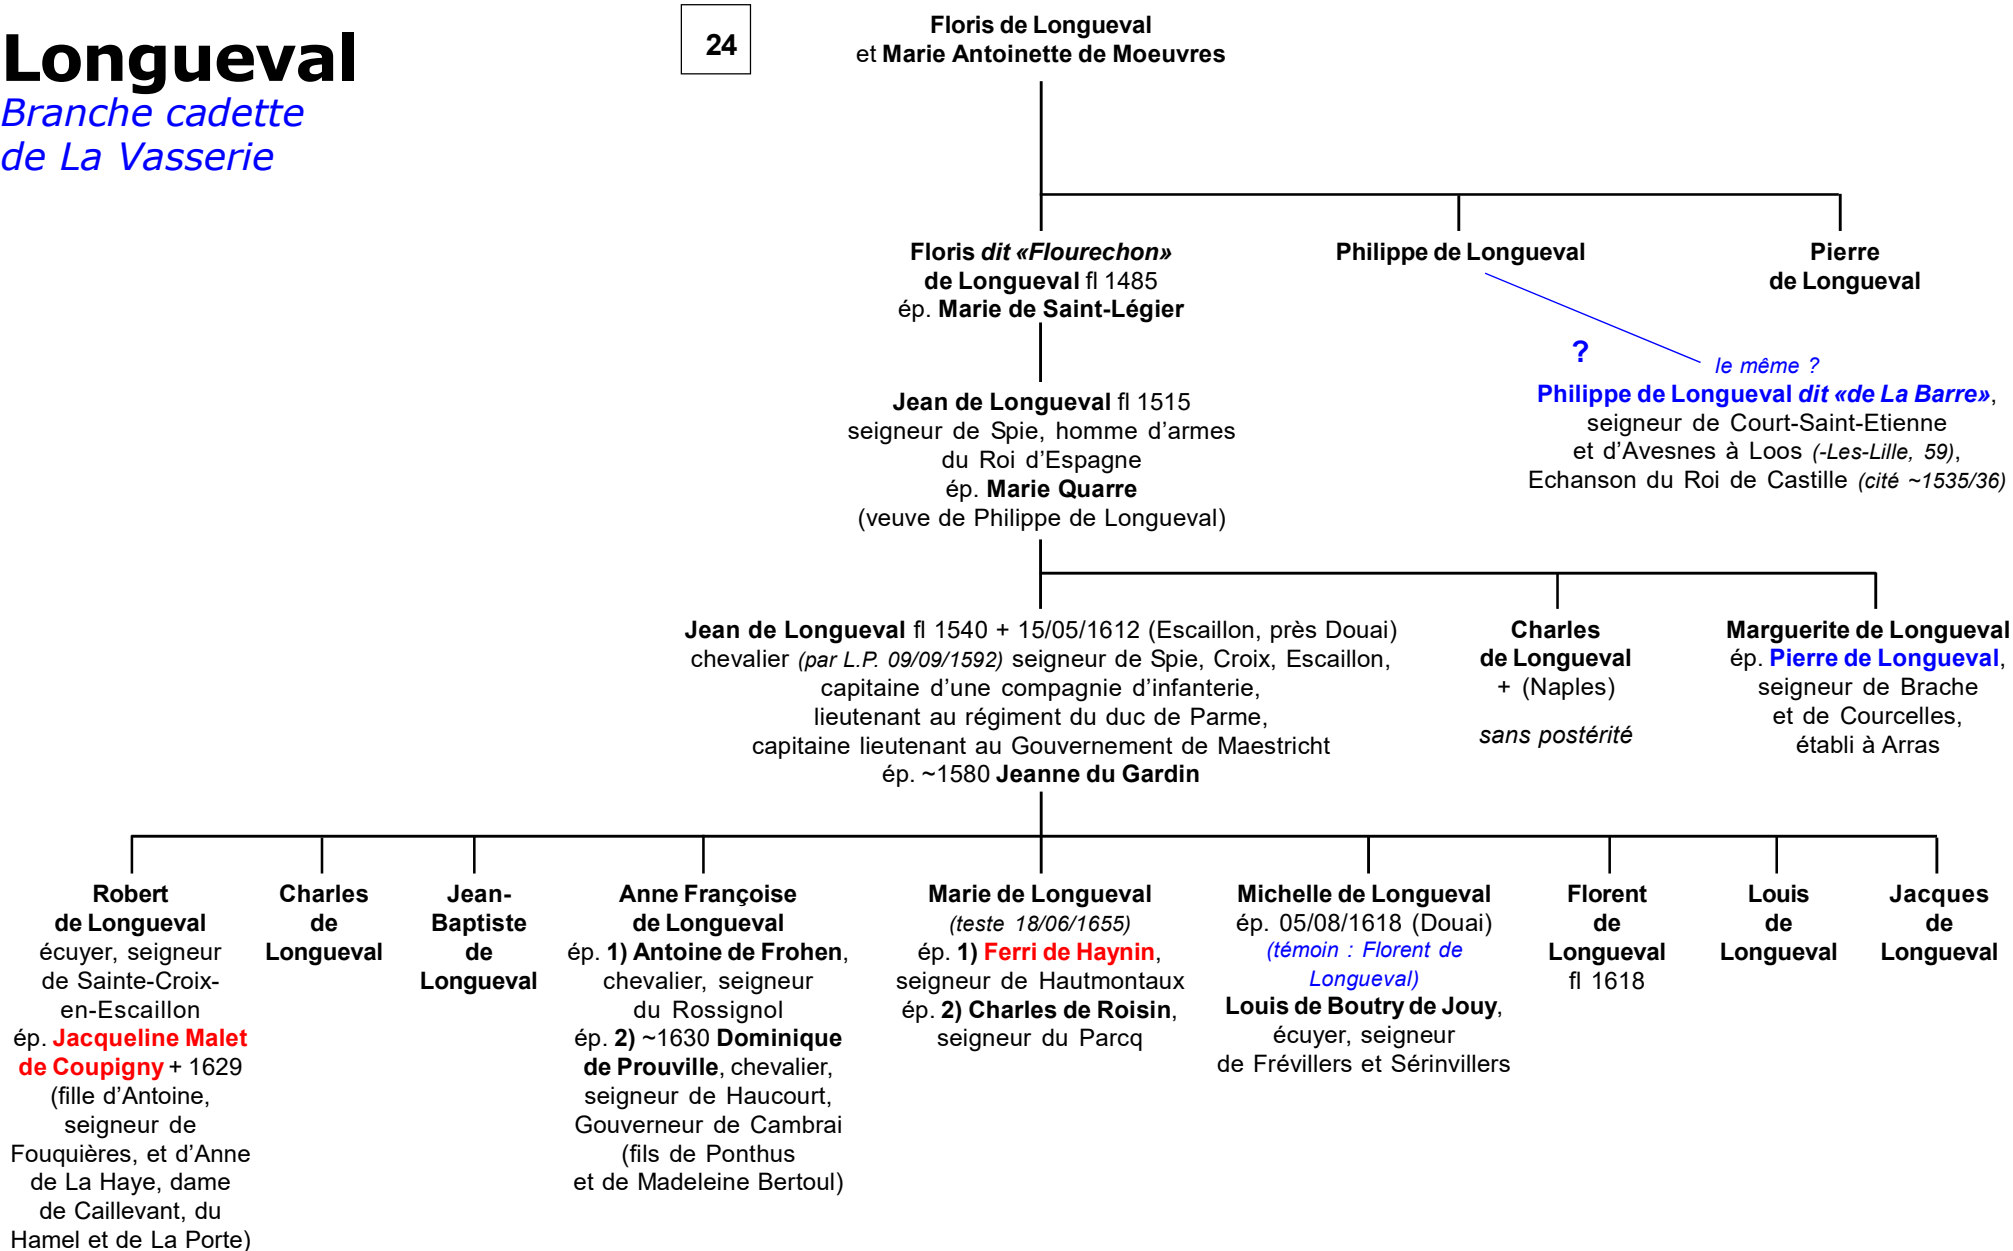 Longueval
Branche cadette
de La Vasserie
24
Floris de Longueval
et Marie Antoinette de Moeuvres
Floris dit «Flourechon»
de Longueval fl 1485
ép. Marie de Saint-Légier
Philippe de Longueval
Pierre
de Longueval
?
le même ?
Philippe de Longueval dit «de La Barre»,
seigneur de Court-Saint-Etienne
et d'Avesnes à Loos (-Les-Lille, 59),
Echanson du Roi de Castille (cité ~1535/36)
Jean de Longueval fl 1515
seigneur de Spie, homme d'armes
du Roi d'Espagne
ép. Marie Quarre
(veuve de Philippe de Longueval)
Jean de Longueval fl 1540 + 15/05/1612 (Escaillon, près Douai)
chevalier (par L.P. 09/09/1592) seigneur de Spie, Croix, Escaillon,
capitaine d'une compagnie d'infanterie,
lieutenant au régiment du duc de Parme,
capitaine lieutenant au Gouvernement de Maestricht
ép. ~1580 Jeanne du Gardin
Charles
de Longueval
+ (Naples)
sans postérité
Marguerite de Longueval
ép. Pierre de Longueval,
seigneur de Brache
et de Courcelles,
établi à Arras
Robert
de Longueval
écuyer, seigneur
de Sainte-Croix-
en-Escaillon
ép. Jacqueline Malet
de Coupigny + 1629
(fille d'Antoine,
seigneur de
Fouquières, et d'Anne
de La Haye, dame
de Caillevant, du
Hamel et de La Porte)
Charles
de
Longueval
Jean-
Baptiste
de
Longueval
Anne Françoise
de Longueval
ép. 1) Antoine de Frohen,
chevalier, seigneur
du Rossignol
ép. 2) ~1630 Dominique
de Prouville, chevalier,
seigneur de Haucourt,
Gouverneur de Cambrai
(fils de Ponthus
et de Madeleine Bertoul)
Marie de Longueval
(teste 18/06/1655)
ép. 1) Ferri de Haynin,
seigneur de Hautmontaux
ép. 2) Charles de Roisin,
seigneur du Parcq
Michelle de Longueval
ép. 05/08/1618 (Douai)
(témoin : Florent de
Longueval)
Louis de Boutry de Jouy,
écuyer, seigneur
de Frévillers et Sérinvillers
Florent
de
Longueval
fl 1618
Louis
de
Longueval
Jacques
de
Longueval